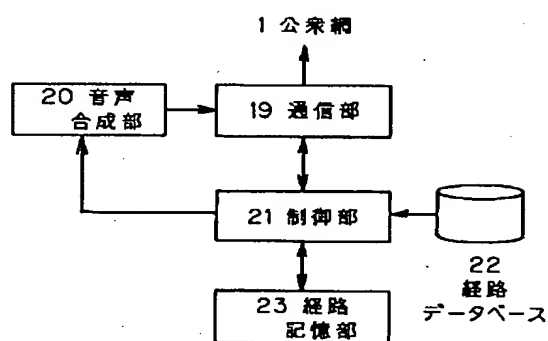 1 公衆網
20 音声
合成部
19 通信部
21 制御部
22
経路
データベース
23 経路
記憶部